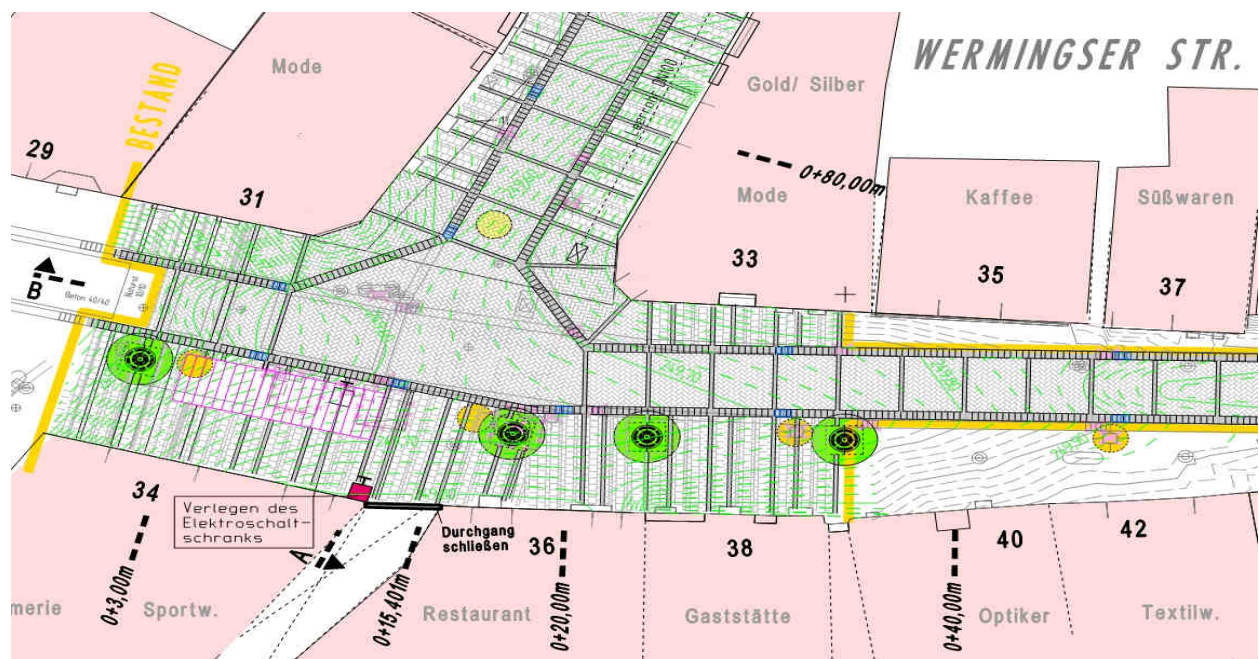 WERMINGSER STR.
Mode
Gold/ Silber
BESTAND
29
31
0+80,00m
Mode
Kaffee
Süßwaren
33
35
37
B
Beton 40/40
249.20
34
Verlegen des
Elektroschalt-
schranks
Durchgang
schließen
36
38
40
42
A
0+3,00m
0+15,401m
0+20,00m
0+40,00m
merie
Sportw.
Restaurant
Gaststätte
Optiker
Textilw.